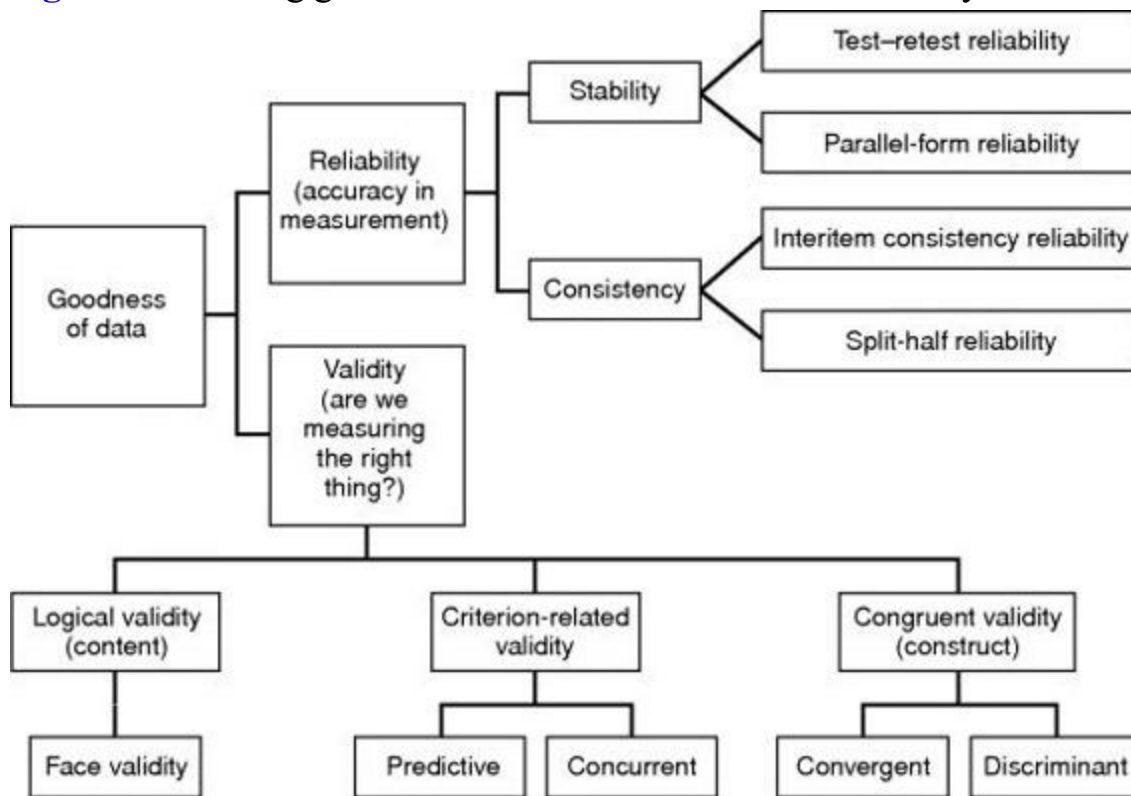 Test–retest reliability
Stability
Parallel-form reliability
Reliability
(accuracy in
measurement)
Interitem consistency reliability
Consistency
Split-half reliability
Goodness
of data
Validity
(are we
measuring
the right
thing?)
Logical validity
(content)
Criterion-related
validity
Congruent validity
(construct)
Face validity
Predictive
Concurrent
Convergent
Discriminant